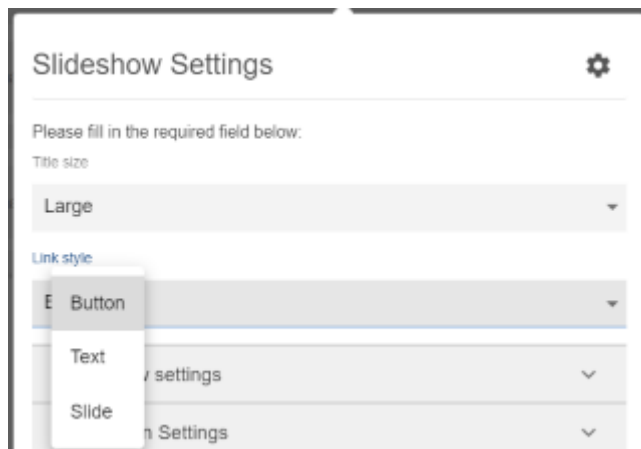 Slideshow Settings
Please fill in the required field below:
Title size
Large
Link style
Button
Text
settings
Slide
Settings